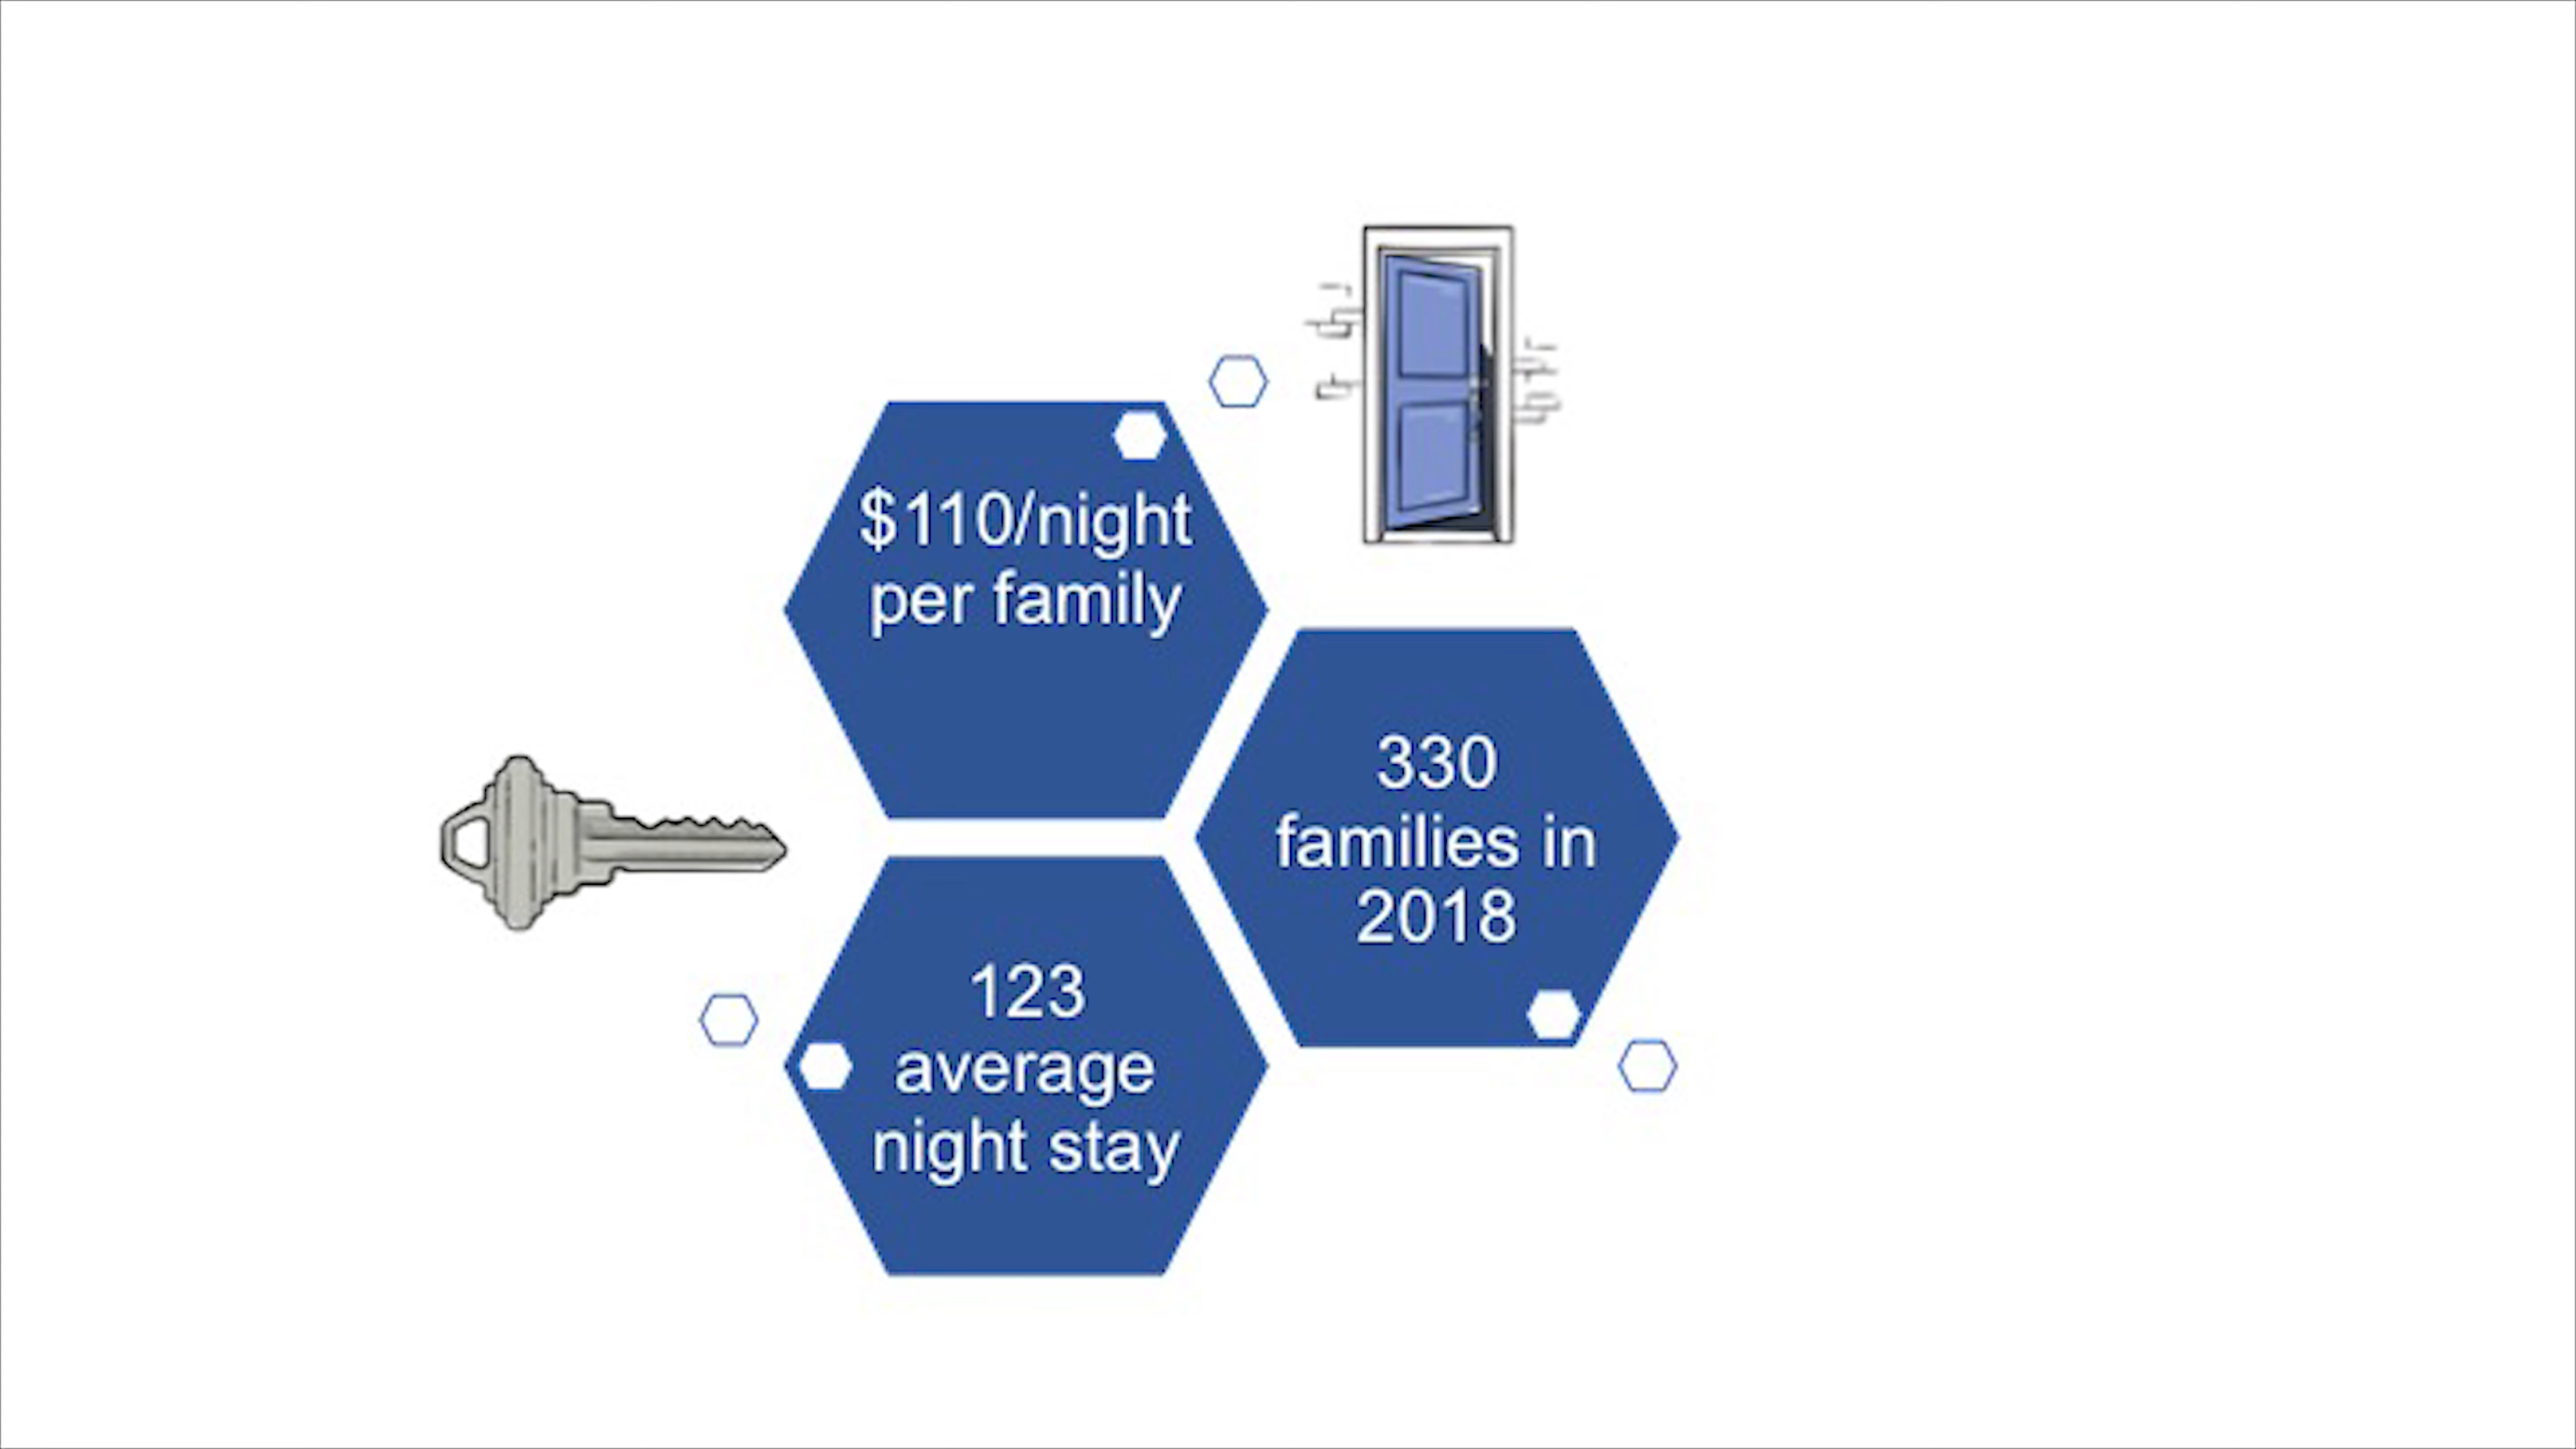 $110/night
per family
330
families in
2018
123
average
night stay